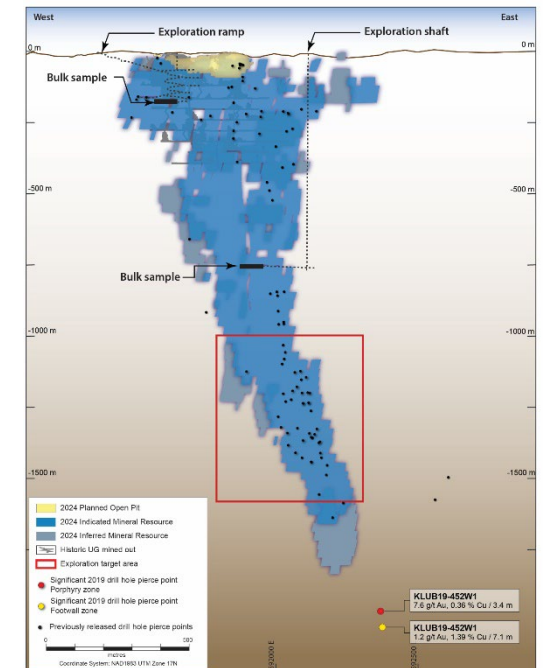 West
East
Exploration ramp
Exploration shaft
0 m
0 m
Bulk sample
-500 m
-500 m
Bulk sample
-1000 m
-1000 m
-1500 m
-1500 m
2024 Planned Open Pit
2024 Indicated Mineral Resource
2024 Inferred Mineral Resource
Historic UG mined out
Exploration target area
Significant 2019 drill hole pierce point
Porphyry zone
Significant 2019 drill hole pierce point
Footwall zone
Previously released drill hole pierce points
0
500
metres
Coordinate System: NAD1983 UTM Zone 17N
KLUB19-452W1
7.6 g/t Au, 0.36 % Cu / 3.4 m
KLUB19-452W1
1.2 g/t Au, 1.39 % Cu / 7.1 m